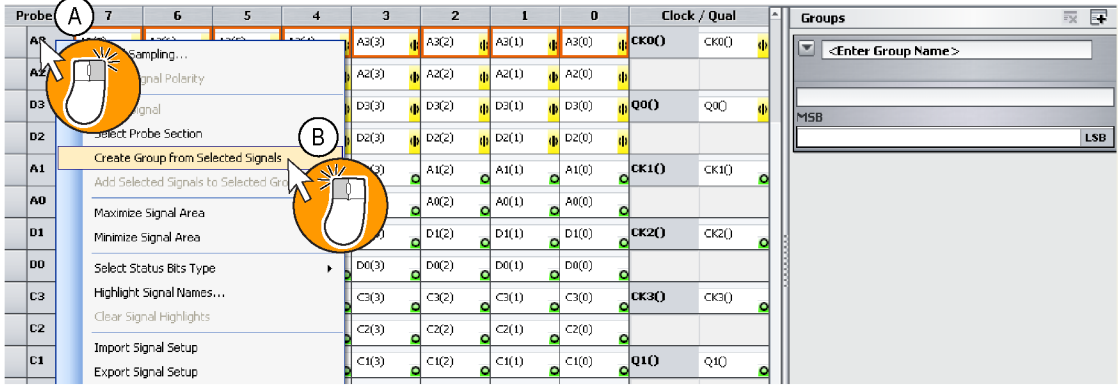 Probe 7 6 5 4 3 2 1 0 Clock / Qual Groups
A
A3 A3(3) A3(2) A3(1) A3(0) CK0() CK0() <Enter Group Name>
Sampling...
A2(3) A2(2) A2(1) A2(0)
Signal Polarity
D3 D3(3) D3(2) D3(1) D3(0) Q0() Q0() MSB
Signal
D2 Select Probe Section B D2(3) D2(2) D2(1) D2(0) LSB
Create Group from Selected Signals
A1 A1(2) A1(1) A1(0) CK1() CK1()
Add Selected Signals to Selected
A0 A0(2) A0(1) A0(0)
Maximize Signal Area
D1 Minimize Signal Area D1(2) D1(1) D1(0) CK2() CK2()
D0 Select Status Bits Type D0(3) D0(2) D0(1) D0(0)
C3 Highlight Signal Names... C3(3) C3(2) C3(1) C3(0) CK3() CK3()
Clear Signal Highlights
C2 C2(3) C2(2) C2(1) C2(0)
Import Signal Setup
C1 C1(3) C1(2) C1(1) C1(0) Q1() Q1()
Export Signal Setup